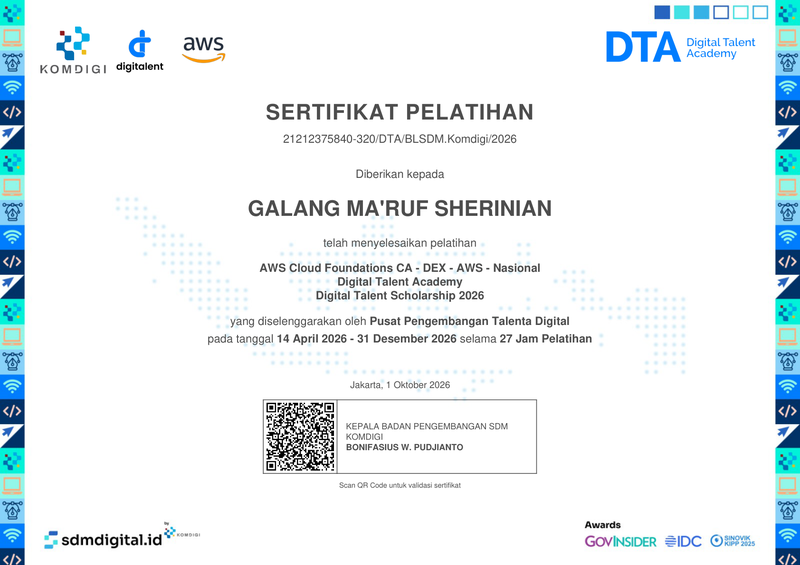 KOMDIGI
digitalent
aws
DTA Digital Talent Academy
SERTIFIKAT PELATIHAN
21212375840-320/DTA/BLSDM.Komdigi/2026
Diberikan kepada
GALANG MA'RUF SHERINIAN
telah menyelesaikan pelatihan
AWS Cloud Foundations CA - DEX - AWS - Nasional
Digital Talent Academy
Digital Talent Scholarship 2026
yang diselenggarakan oleh Pusat Pengembangan Talenta Digital
pada tanggal 14 April 2026 - 31 Desember 2026 selama 27 Jam Pelatihan
Jakarta, 1 Oktober 2026
KEPALA BADAN PENGEMBANGAN SDM
KOMDIGI
BONIFASIUS W. PUDJIANTO
Scan QR Code untuk validasi sertifikat
sdmdigital.id
by
KOMDIGI
Awards
GOVINSIDER
IDC
SINOVIK
KIPP 2025